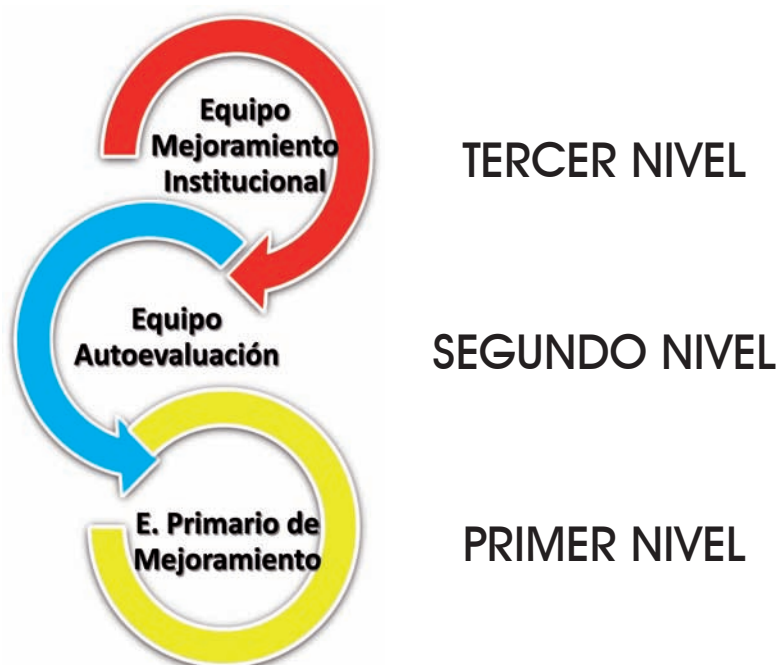 Equipo
Mejoramiento
Institucional
TERCER NIVEL
Equipo
Autoevaluación
SEGUNDO NIVEL
E. Primario de
Mejoramiento
PRIMER NIVEL